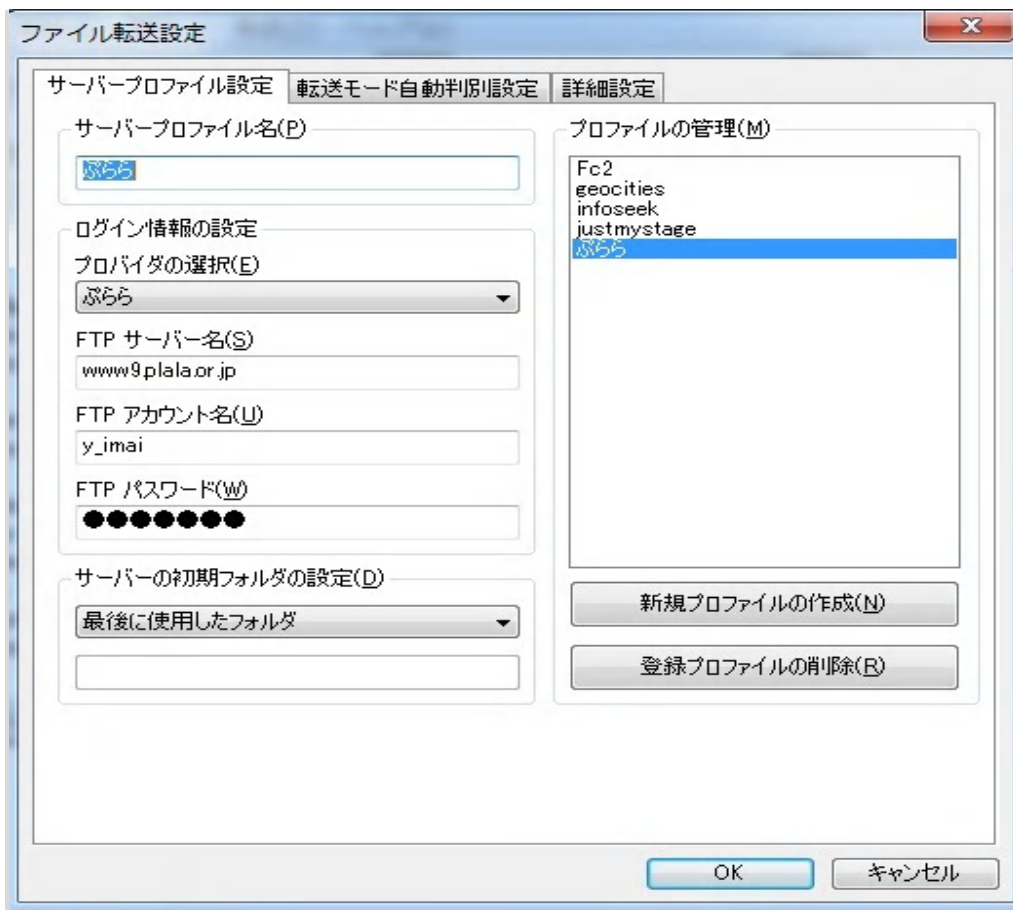 ファイル転送設定
サーバープロファイル設定
転送モード自動判別設定
詳細設定
サーバープロファイル名(P)
ぷらら
ログイン情報の設定
プロバイダの選択(E)
ぷらら
FTP サーバー名(S)
www9.plala.or.jp
FTP アカウント名(U)
y_imai
FTP パスワード(W)
●●●●●●●
サーバーの初期フォルダの設定(D)
最後に使用したフォルダ
プロファイルの管理(M)
Fc2
geocities
infoseek
justmystage
ぷらら
新規プロファイルの作成(N)
登録プロファイルの削除(R)
OK
キャンセル